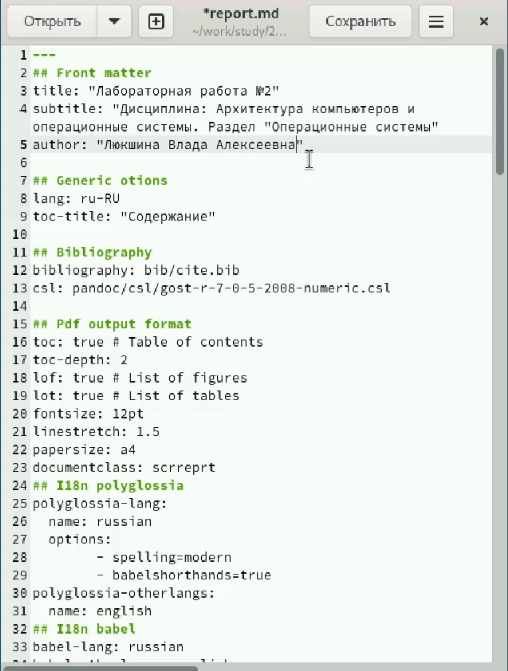 Открыть
*report.md
~/work/study/2...
Сохранить
1 ---
2 ## Front matter
3 title: "Лабораторная работа №2"
4 subtitle: "Дисциплина: Архитектура компьютеров и
операционные системы. Раздел "Операционные системы"
5 author: "Люкшина Влада Алексеевна"
6
7 ## Generic otions
8 lang: ru-RU
9 toc-title: "Содержание"
10
11 ## Bibliography
12 bibliography: bib/cite.bib
13 csl: pandoc/csl/gost-r-7-0-5-2008-numeric.csl
14
15 ## Pdf output format
16 toc: true # Table of contents
17 toc-depth: 2
18 lof: true # List of figures
19 lot: true # List of tables
20 fontsize: 12pt
21 linestretch: 1.5
22 papersize: a4
23 documentclass: scrreprt
24 ## I18n polyglossia
25 polyglossia-lang:
26   name: russian
27   options:
28         - spelling=modern
29         - babelshorthands=true
30 polyglossia-otherlangs:
31   name: english
32 ## I18n babel
33 babel-lang: russian